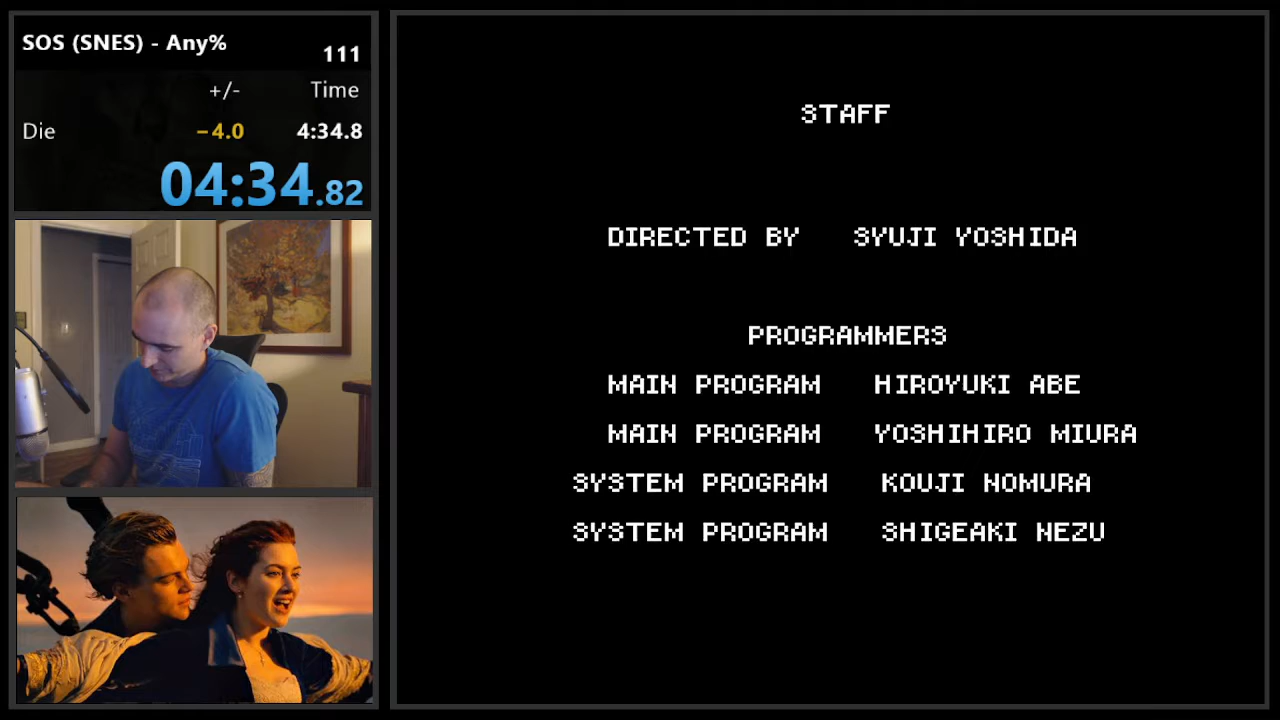 SOS (SNES) - Any%
111
+/- Time
Die -4.0 4:34.8
04:34.82
STAFF
DIRECTED BY SYUJI YOSHIDA
PROGRAMMERS
MAIN PROGRAM HIROYUKI ABE
MAIN PROGRAM YOSHIHIRO MIURA
SYSTEM PROGRAM KOUJI NOMURA
SYSTEM PROGRAM SHIGEAKI NEZU